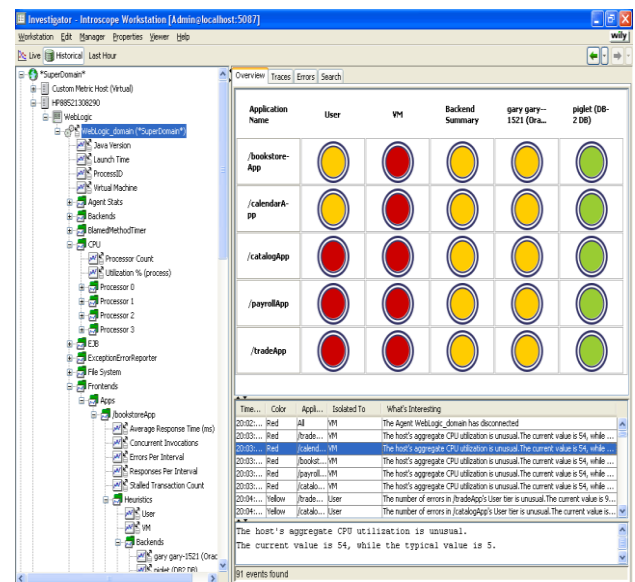 Investigator - Introscope Workstation [Admin@localhost:5087]
Workstation Edit Manager Properties Viewer Help
wily
Live Historical Last Hour
*SuperDomain*
Custom Metric Host (Virtual)
HP88521308290
WebLogic
WebLogic_domain (*SuperDomain*)
Java Version
Launch Time
ProcessID
Virtual Machine
Agent Stats
Backends
BlamedMethodTimer
CPU
Processor Count
Utilization % (process)
Processor 0
Processor 1
Processor 2
Processor 3
EJB
ExceptionErrorReporter
File System
Frontends
Apps
/bookstoreApp
Average Response Time (ms)
Concurrent Invocations
Errors Per Interval
Responses Per Interval
Stalled Transaction Count
Heuristics
User
VM
Backends
gary gary-1521 (Orac
piglet (DB2 DB)
Overview Traces Errors Search
Application Name User VM Backend Summary gary gary--1521 (Ora... piglet (DB-2 DB)
/bookstore-
App
/calendarA-
pp
/catalogApp
/payrollApp
/tradeApp
Time... Color Appli... Isolated To What's Interesting
20:02:... Red All VM The Agent WebLogic_domain has disconnected
20:03:... Red /trade... VM The host's aggregate CPU utilization is unusual.The current value is 54, while ...
20:03:... Red /calend... VM The host's aggregate CPU utilization is unusual.The current value is 54, while ...
20:03:... Red /bookst... VM The host's aggregate CPU utilization is unusual.The current value is 54, while ...
20:03:... Red /payroll... VM The host's aggregate CPU utilization is unusual.The current value is 54, while ...
20:03:... Red /catalo... VM The host's aggregate CPU utilization is unusual.The current value is 54, while ...
20:04:... Yellow /trade... User The number of errors in /tradeApp's User tier is unusual.The current value is 9...
20:04:... Yellow /catalo... User The number of errors in /catalogApp's User tier is unusual.The current value is...
The host's aggregate CPU utilization is unusual.
The current value is 54, while the typical value is 5.
91 events found